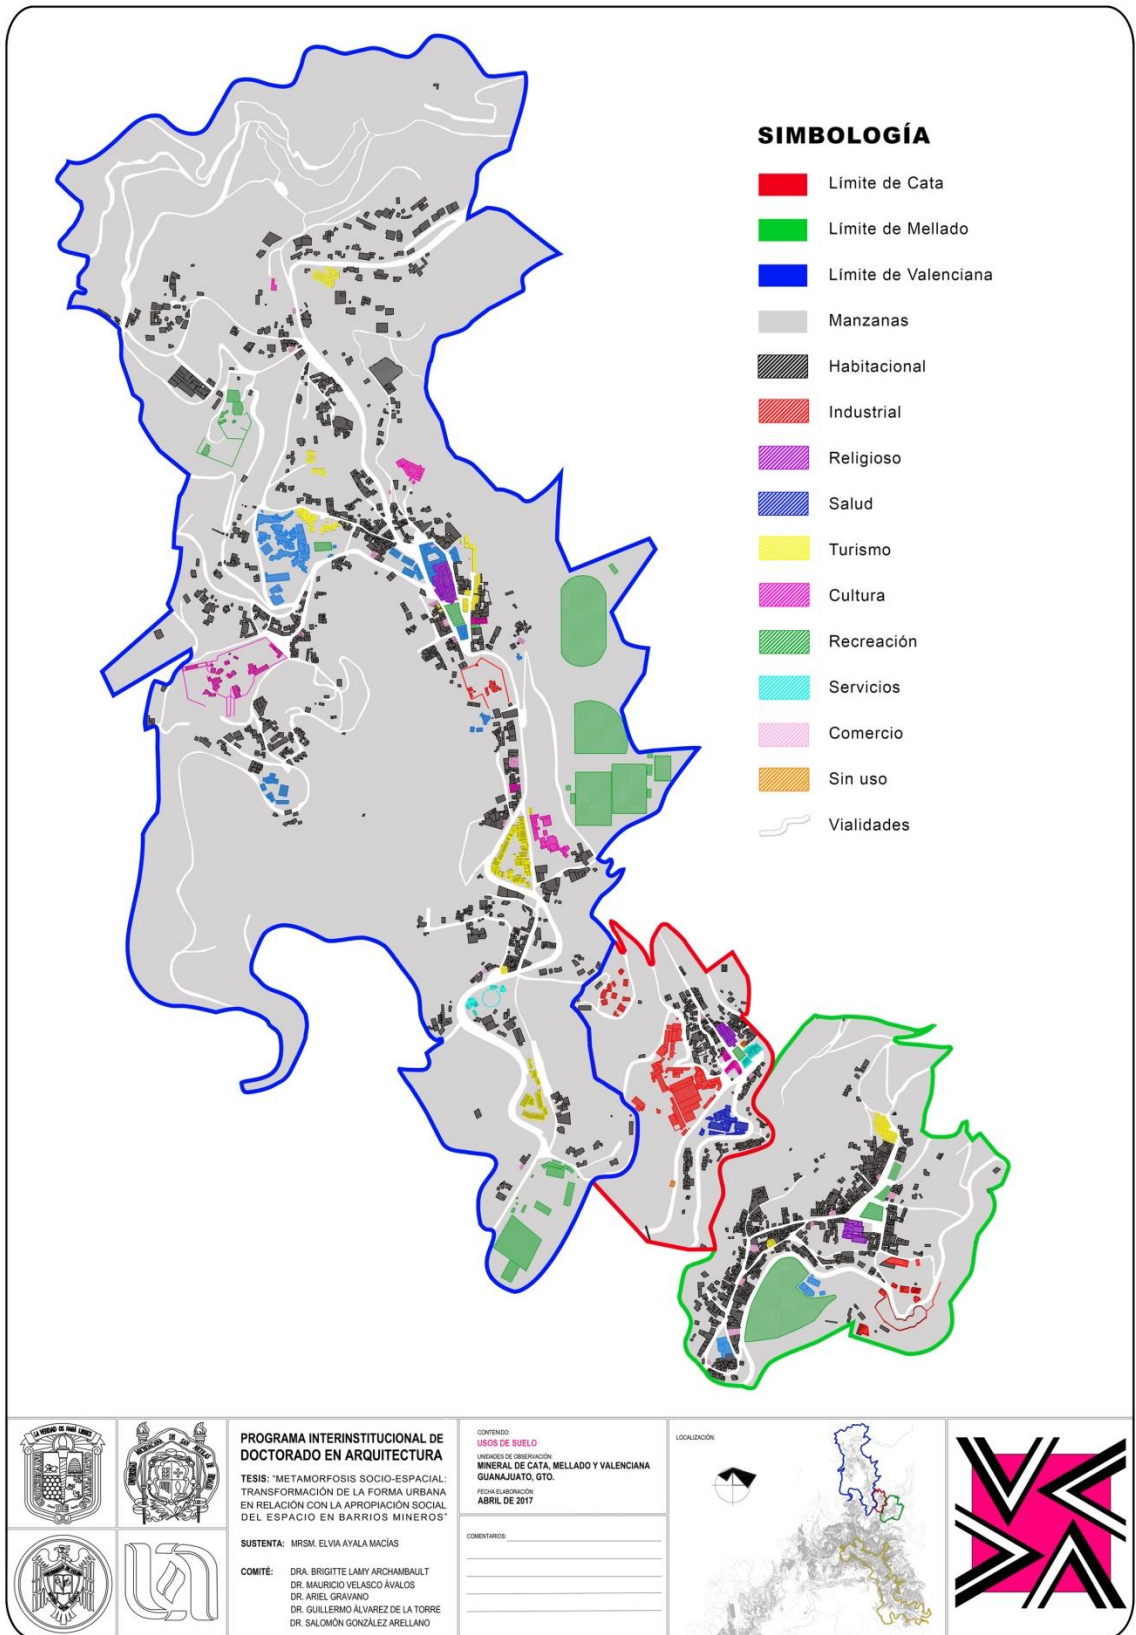 SIMBOLOGÍA
Límite de Cata
Límite de Mellado
Límite de Valenciana
Manzanas
Habitacional
Industrial
Religioso
Salud
Turismo
Cultura
Recreación
Servicios
Comercio
Sin uso
Vialidades
PROGRAMA INTERINSTITUCIONAL DE
DOCTORADO EN ARQUITECTURA
TESIS: "METAMORFOSIS SOCIO-ESPACIAL:
TRANSFORMACIÓN DE LA FORMA URBANA
EN RELACIÓN CON LA APROPIACIÓN SOCIAL
DEL ESPACIO EN BARRIOS MINEROS"
SUSTENTA: MRSM. ELVIA AYALA MACÍAS
COMITÉ: DRA. BRIGITTE LAMY ARCHAMBAULT
DR. MAURICIO VELASCO ÁVALOS
DR. ARIEL GRAVANO
DR. GUILLERMO ÁLVAREZ DE LA TORRE
DR. SALOMÓN GONZÁLEZ ARELLANO
CONTENIDO:
USOS DE SUELO
UNIDADES DE OBSERVACIÓN:
MINERAL DE CATA, MELLADO Y VALENCIANA
GUANAJUATO, GTO.
FECHA ELABORACIÓN:
ABRIL DE 2017
COMENTARIOS:
LOCALIZACIÓN: